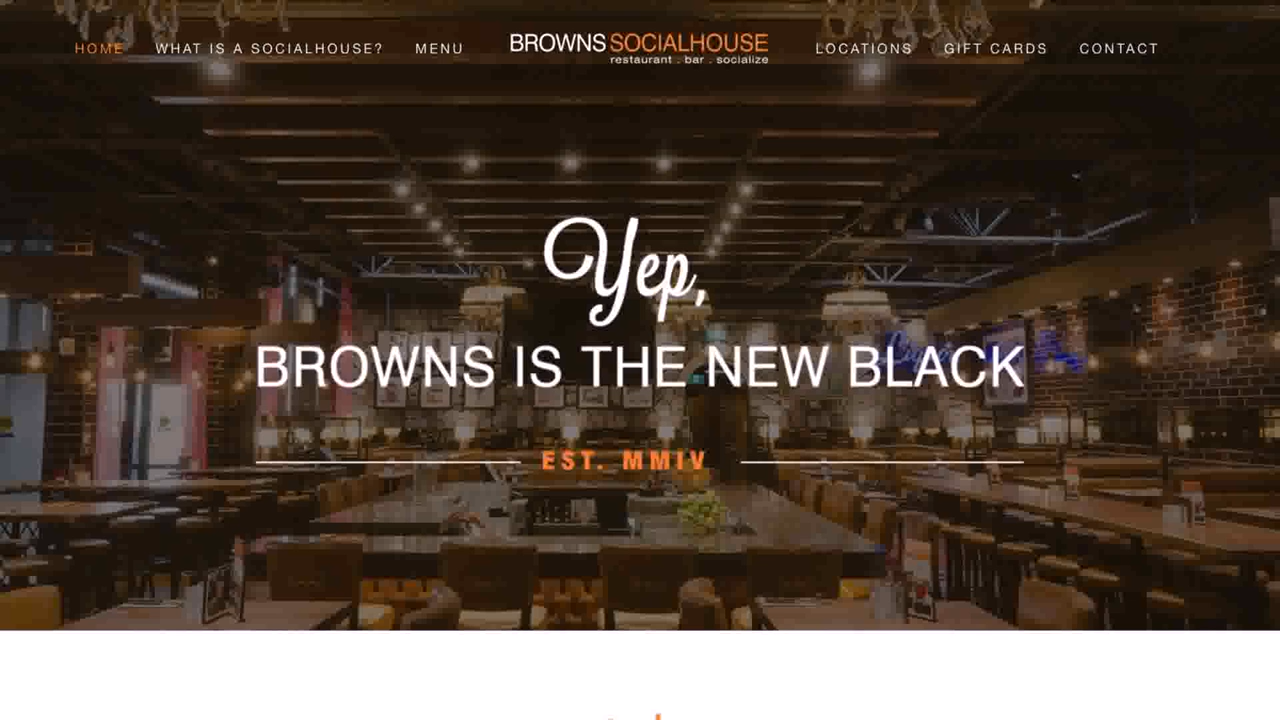 HOME
WHAT IS A SOCIALHOUSE?
MENU
BROWNS SOCIALHOUSE
restaurant . bar . socialize
LOCATIONS
GIFT CARDS
CONTACT
Yep,
BROWNS IS THE NEW BLACK
EST. MMIV